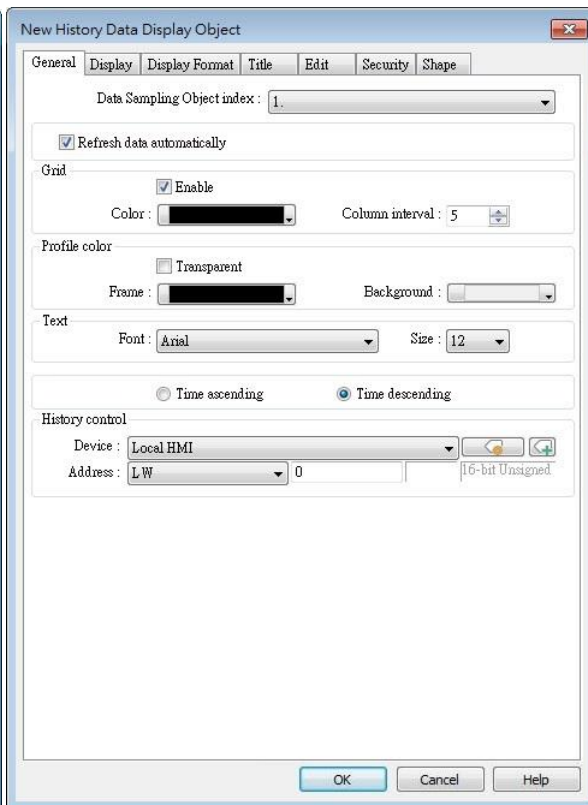 New History Data Display Object
General Display Display Format Title Edit Security Shape
Data Sampling Object index : 1.
Refresh data automatically
Grid
Enable
Color : Column interval : 5
Profile color
Transparent
Frame : Background :
Text
Font : Arial Size : 12
Time ascending Time descending
History control
Device : Local HMI
Address : LW 0 16-bit Unsigned
OK Cancel Help